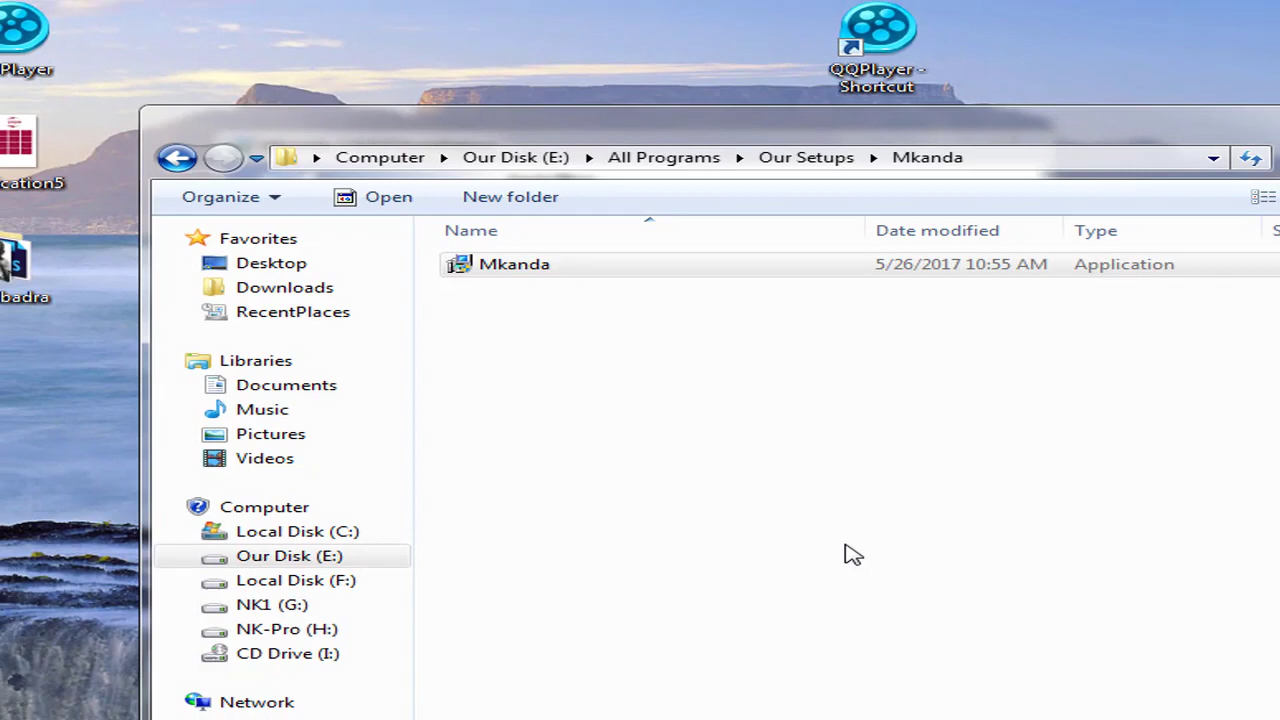 Player
QQPlayer -
Shortcut
cation5
badra
Computer Our Disk (E:) All Programs Our Setups Mkanda
Organize Open New folder
Name Date modified Type S
Mkanda 5/26/2017 10:55 AM Application
Favorites
Desktop
Downloads
RecentPlaces
Libraries
Documents
Music
Pictures
Videos
Computer
Local Disk (C:)
Our Disk (E:)
Local Disk (F:)
NK1 (G:)
NK-Pro (H:)
CD Drive (I:)
Network